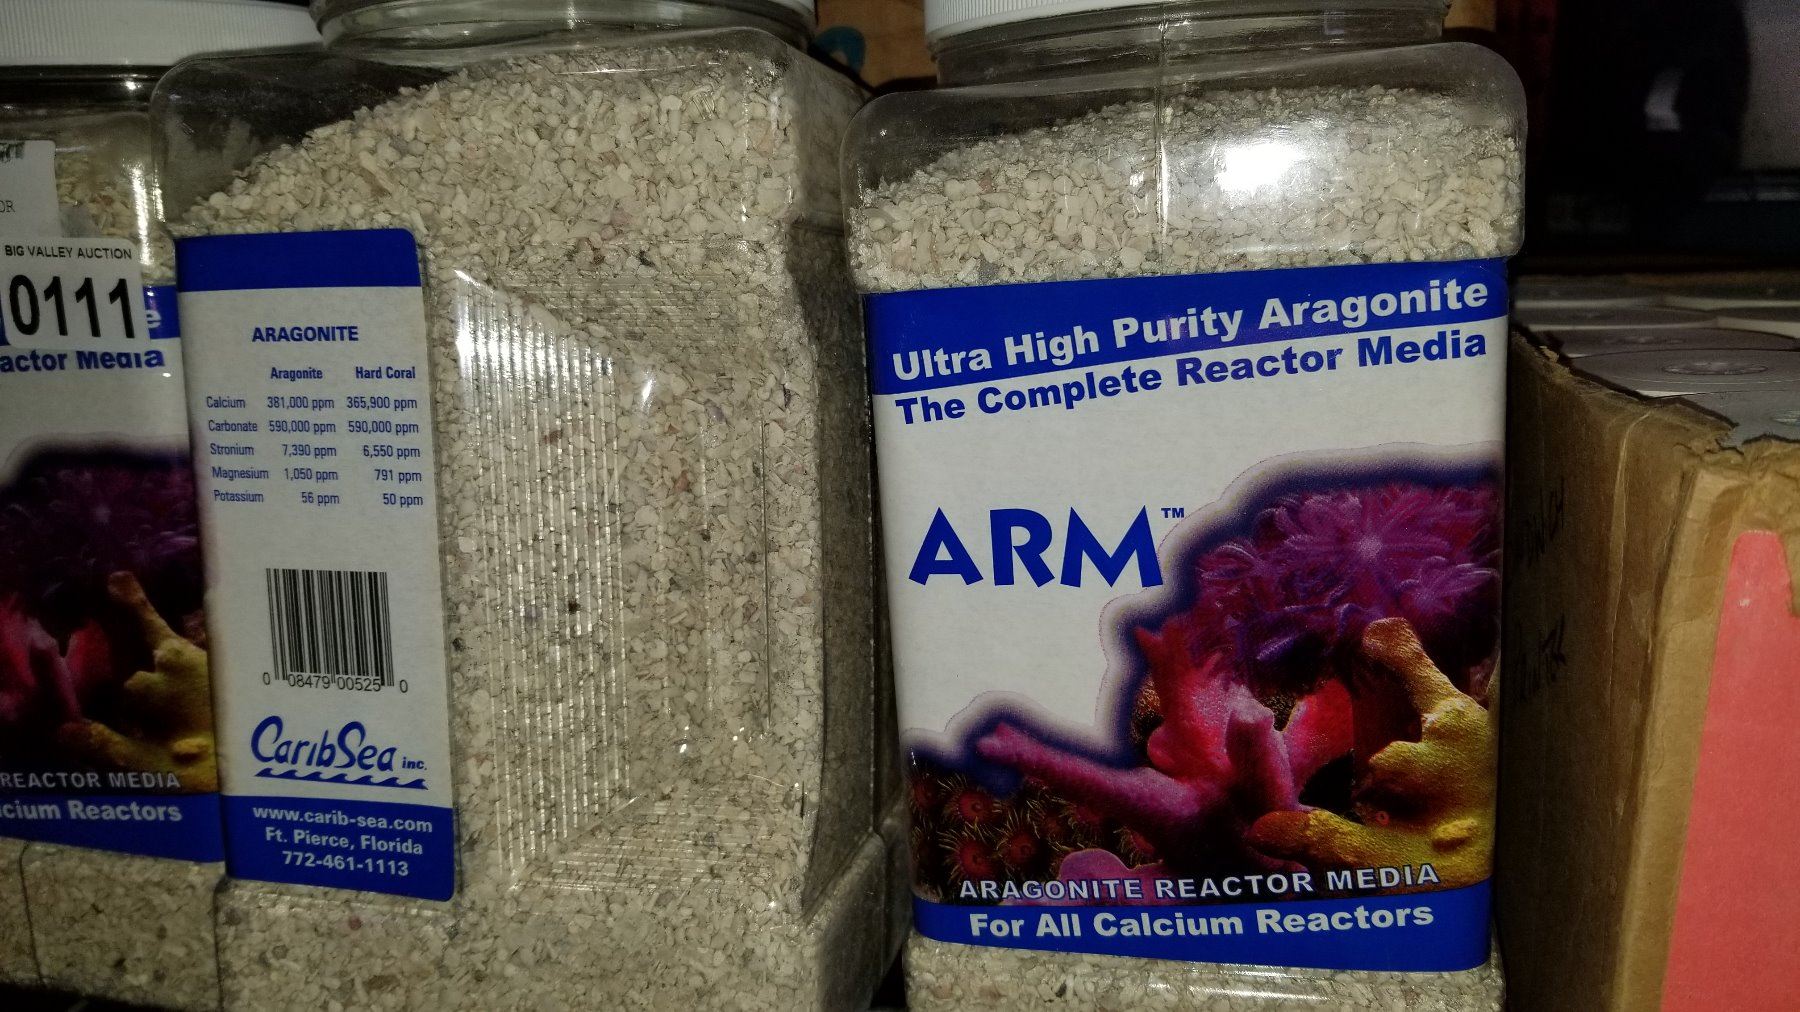 OR
BIG VALLEY AUCTION
0111
actor Media
REACTOR MEDIA
cium Reactors
ARAGONITE
Aragonite Hard Coral
Calcium 381,000 ppm 365,900 ppm
Carbonate 590,000 ppm 590,000 ppm
Stronium 7,390 ppm 6,550 ppm
Magnesium 1,050 ppm 791 ppm
Potassium 56 ppm 50 ppm
0 08479 00525 0
CaribSea inc.
www.carib-sea.com
Ft. Pierce, Florida
772-461-1113
Ultra High Purity Aragonite
The Complete Reactor Media
ARM™
ARAGONITE REACTOR MEDIA
For All Calcium Reactors